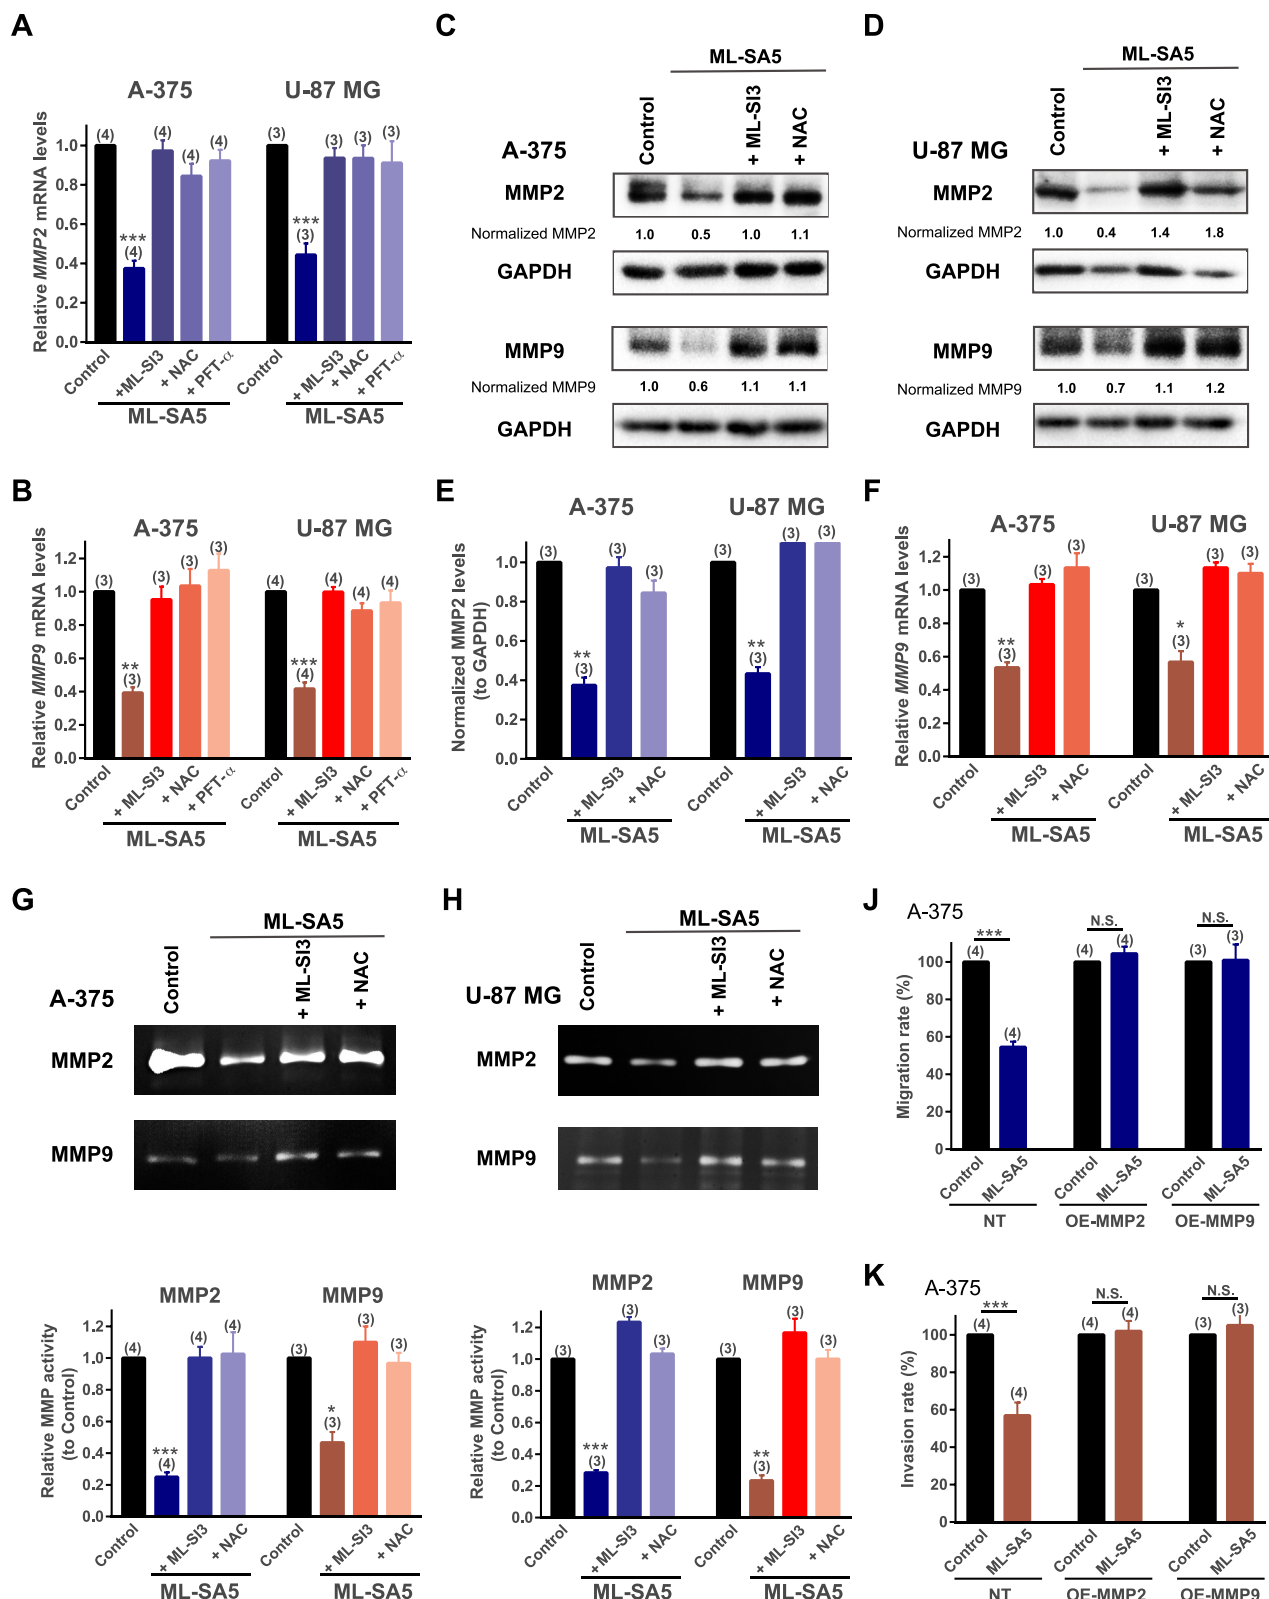 A
A-375
U-87 MG
Relative MMP2 mRNA levels
1.0
0.8
0.6
0.4
0.2
0.0
(4)
***
(4)
(4)
(4)
(4)
(3)
***
(3)
(3)
(3)
(3)
Control
+ML-SI3
+ NAC
+ PFT-α
ML-SA5
Control
+ ML-SI3
+ NAC
+ PFT-α
ML-SA5
C
ML-SA5
A-375
Control
+ ML-SI3
+ NAC
MMP2
Normalized MMP2
1.0 0.5 1.0 1.1
GAPDH
MMP9
Normalized MMP9
1.0 0.6 1.1 1.1
GAPDH
D
ML-SA5
U-87 MG
Control
+ ML-SI3
+ NAC
MMP2
Normalized MMP2
1.0 0.4 1.4 1.8
GAPDH
MMP9
Normalized MMP9
1.0 0.7 1.1 1.2
GAPDH
B
A-375
U-87 MG
Relative MMP9 mRNA levels
1.2
1.0
0.8
0.6
0.4
0.2
0.0
(3)
**
(3)
(3)
(3)
(3)
(4)
***
(4)
(4)
(4)
(4)
Control
+ ML-SI3
+ NAC
+ PFT-α
ML-SA5
Control
+ ML-SI3
+ NAC
+ PFT-α
ML-SA5
E
A-375
U-87 MG
Normalized MMP2 levels
(to GAPDH)
1.0
0.8
0.6
0.4
0.2
0.0
(3)
**
(3)
(3)
(3)
(3)
**
(3)
(3)
(3)
Control
+ ML-SI3
+ NAC
ML-SA5
Control
+ ML-SI3
+ NAC
ML-SA5
F
A-375
U-87 MG
Relative MMP9 mRNA levels
1.2
1.0
0.8
0.6
0.4
0.2
0.0
(3)
**
(3)
(3)
(3)
(3)
*
(3)
(3)
(3)
Control
+ ML-SI3
+ NAC
ML-SA5
Control
+ ML-SI3
+ NAC
ML-SA5
G
ML-SA5
A-375
Control
+ ML-SI3
+ NAC
MMP2
MMP9
MMP2
MMP9
Relative MMP activity
(to Control)
1.2
1.0
0.8
0.6
0.4
0.2
0.0
(4)
***
(4)
(4)
(4)
(3)
*
(3)
(3)
(3)
Control
+ ML-SI3
+ NAC
ML-SA5
Control
+ ML-SI3
+ NAC
ML-SA5
H
ML-SA5
U-87 MG
Control
+ ML-SI3
+ NAC
MMP2
MMP9
MMP2
MMP9
Relative MMP activity
(to Control)
1.2
1.0
0.8
0.6
0.4
0.2
0.0
(3)
***
(3)
(3)
(3)
(3)
**
(3)
(3)
(3)
Control
+ ML-SI3
+ NAC
ML-SA5
Control
+ ML-SI3
+ NAC
ML-SA5
J
A-375
Migration rate (%)
100
80
60
40
20
0
***
(4)
(4)
N.S.
(4)
(4)
N.S.
(3)
(3)
Control
ML-SA5
NT
Control
ML-SA5
OE-MMP2
Control
ML-SA5
OE-MMP9
K
A-375
Invasion rate (%)
100
80
60
40
20
0
***
(4)
(4)
N.S.
(4)
(4)
N.S.
(3)
(3)
Control
ML-SA5
NT
Control
ML-SA5
OE-MMP2
Control
ML-SA5
OE-MMP9